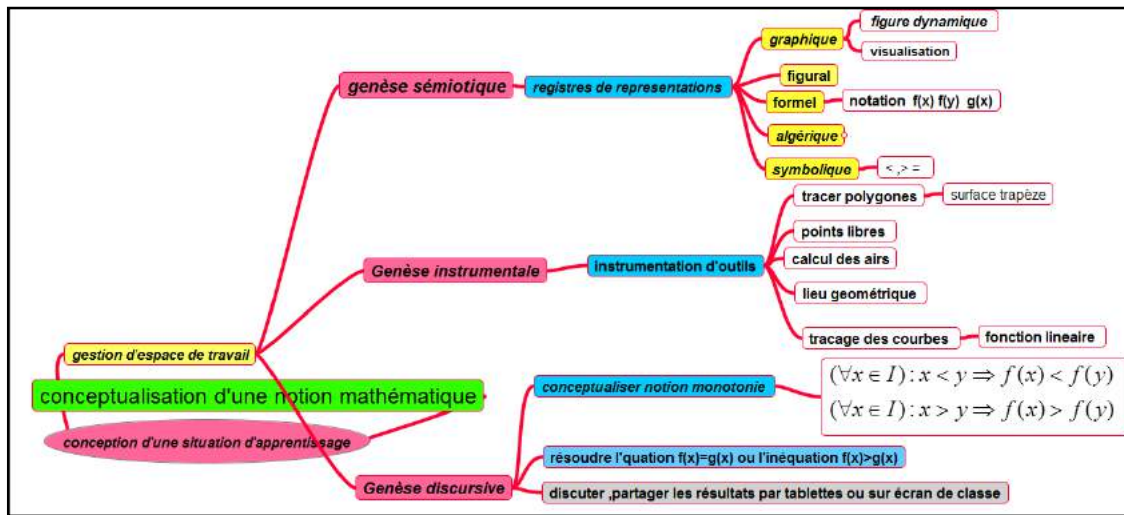 figure dynamique
graphique
visualisation
genèse sémiotique
registres de representations
figural
formel
notation f(x) f(y) g(x)
algérique
symbolique
< ,> =
tracer polygones
surface trapèze
points libres
Genèse instrumentale
instrumentation d'outils
calcul des airs
lieu geométrique
tracage des courbes
fonction lineaire
gestion d'espace de travail
conceptualisation d'une notion mathématique
conception d'une situation d'apprentissage
conceptualiser notion monotonie
(∀x ∈ I) : x < y ⇒ f(x) < f(y)
(∀x ∈ I) : x > y ⇒ f(x) > f(y)
résoudre l'quation f(x)=g(x) ou l'inéquation f(x)>g(x)
Genèse discursive
discuter ,partager les résultats par tablettes ou sur écran de classe